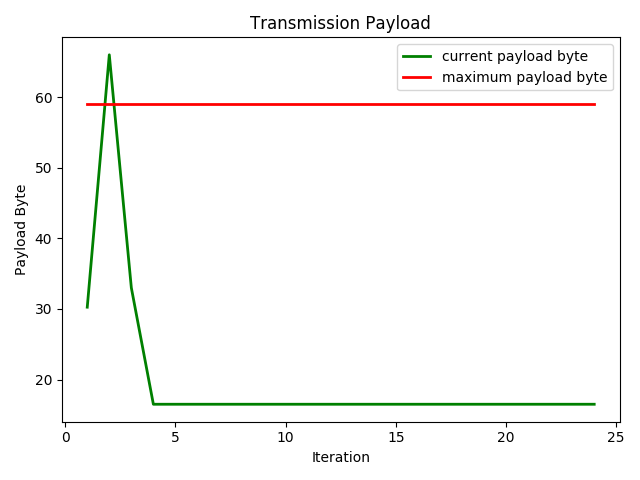 Transmission Payload
current payload byte
maximum payload byte
Payload Byte
60
50
40
30
20
0
5
10
15
20
25
Iteration